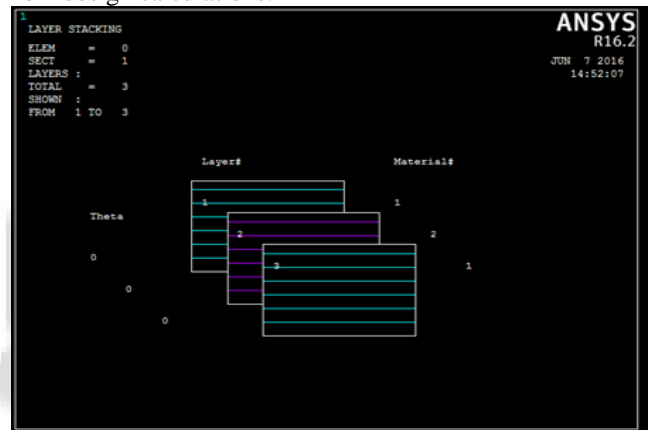 1
LAYER STACKING
ELEM = 0
SECT = 1
LAYERS :
TOTAL = 3
SHOWN :
FROM 1 TO 3
ANSYS
R16.2
JUN 7 2016
14:52:07
Layer# Material#
1 1
Theta
2 2
0 3 1
0
0